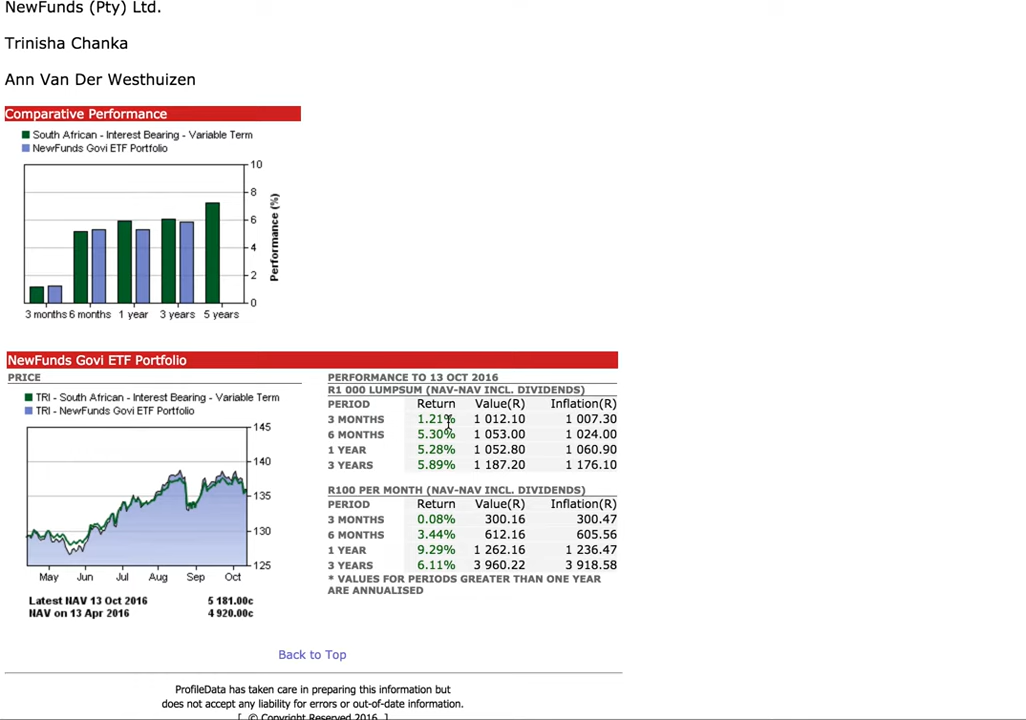 NewFunds (Pty) Ltd.
Trinisha Chanka
Ann Van Der Westhuizen
Comparative Performance
South African - Interest Bearing - Variable Term
NewFunds Govi ETF Portfolio
10
8
6
4
2
0
Performance (%)
3 months 6 months 1 year 3 years 5 years
NewFunds Govi ETF Portfolio
PRICE
TRI - South African - Interest Bearing - Variable Term
TRI - NewFunds Govi ETF Portfolio
145
140
135
130
125
May Jun Jul Aug Sep Oct
Latest NAV 13 Oct 2016 5 181.00c
NAV on 13 Apr 2016 4 920.00c
PERFORMANCE TO 13 OCT 2016
R1 000 LUMPSUM (NAV-NAV INCL. DIVIDENDS)
PERIOD Return Value(R) Inflation(R)
3 MONTHS 1.21% 1 012.10 1 007.30
6 MONTHS 5.30% 1 053.00 1 024.00
1 YEAR 5.28% 1 052.80 1 060.90
3 YEARS 5.89% 1 187.20 1 176.10
R100 PER MONTH (NAV-NAV INCL. DIVIDENDS)
PERIOD Return Value(R) Inflation(R)
3 MONTHS 0.08% 300.16 300.47
6 MONTHS 3.44% 612.16 605.56
1 YEAR 9.29% 1 262.16 1 236.47
3 YEARS 6.11% 3 960.22 3 918.58
* VALUES FOR PERIODS GREATER THAN ONE YEAR
ARE ANNUALISED
Back to Top
ProfileData has taken care in preparing this information but
does not accept any liability for errors or out-of-date information.
[ © Copyright Reserved 2016 ]